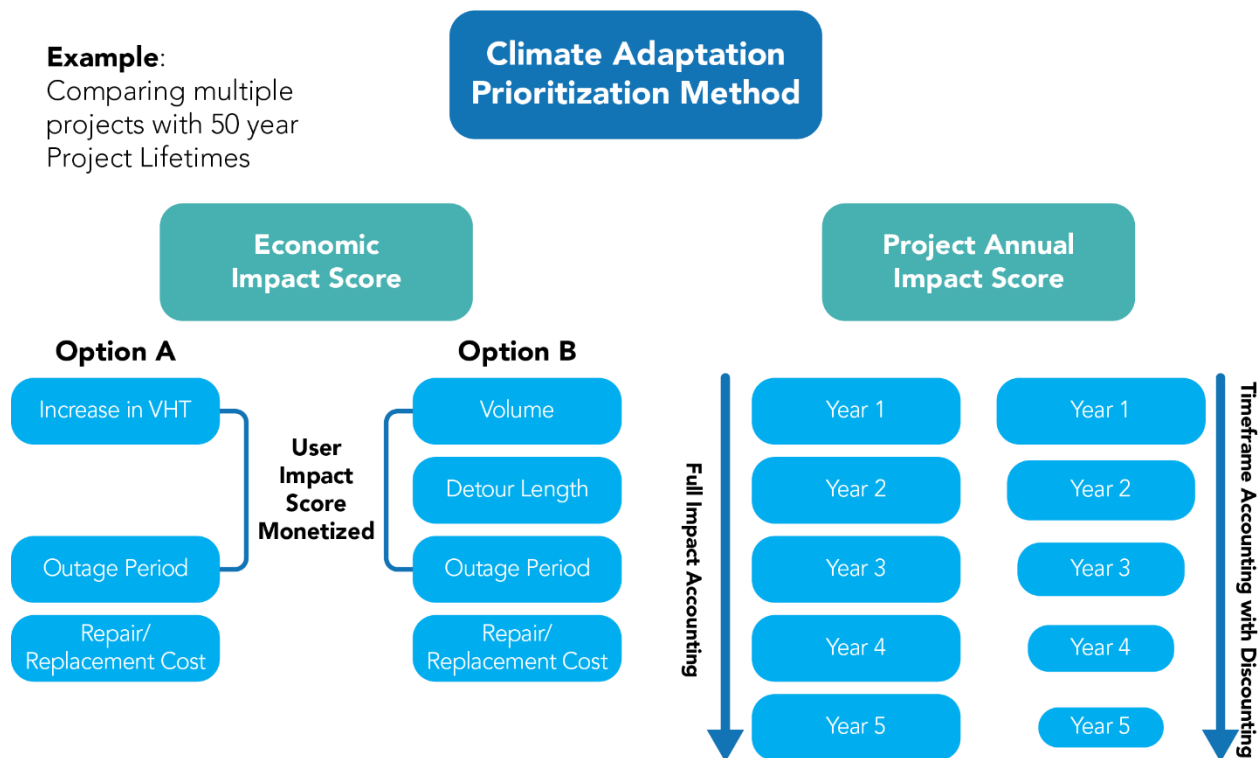 Example:
Comparing multiple
projects with 50 year
Project Lifetimes
Climate Adaptation
Prioritization Method
Economic
Impact Score
Project Annual
Impact Score
Option A
Increase in VHT
Outage Period
Repair/
Replacement Cost
User
Impact
Score
Monetized
Option B
Volume
Detour Length
Outage Period
Repair/
Replacement Cost
Full Impact Accounting
Year 1
Year 2
Year 3
Year 4
Year 5
Year 1
Year 2
Year 3
Year 4
Year 5
Timeframe Accounting with Discounting